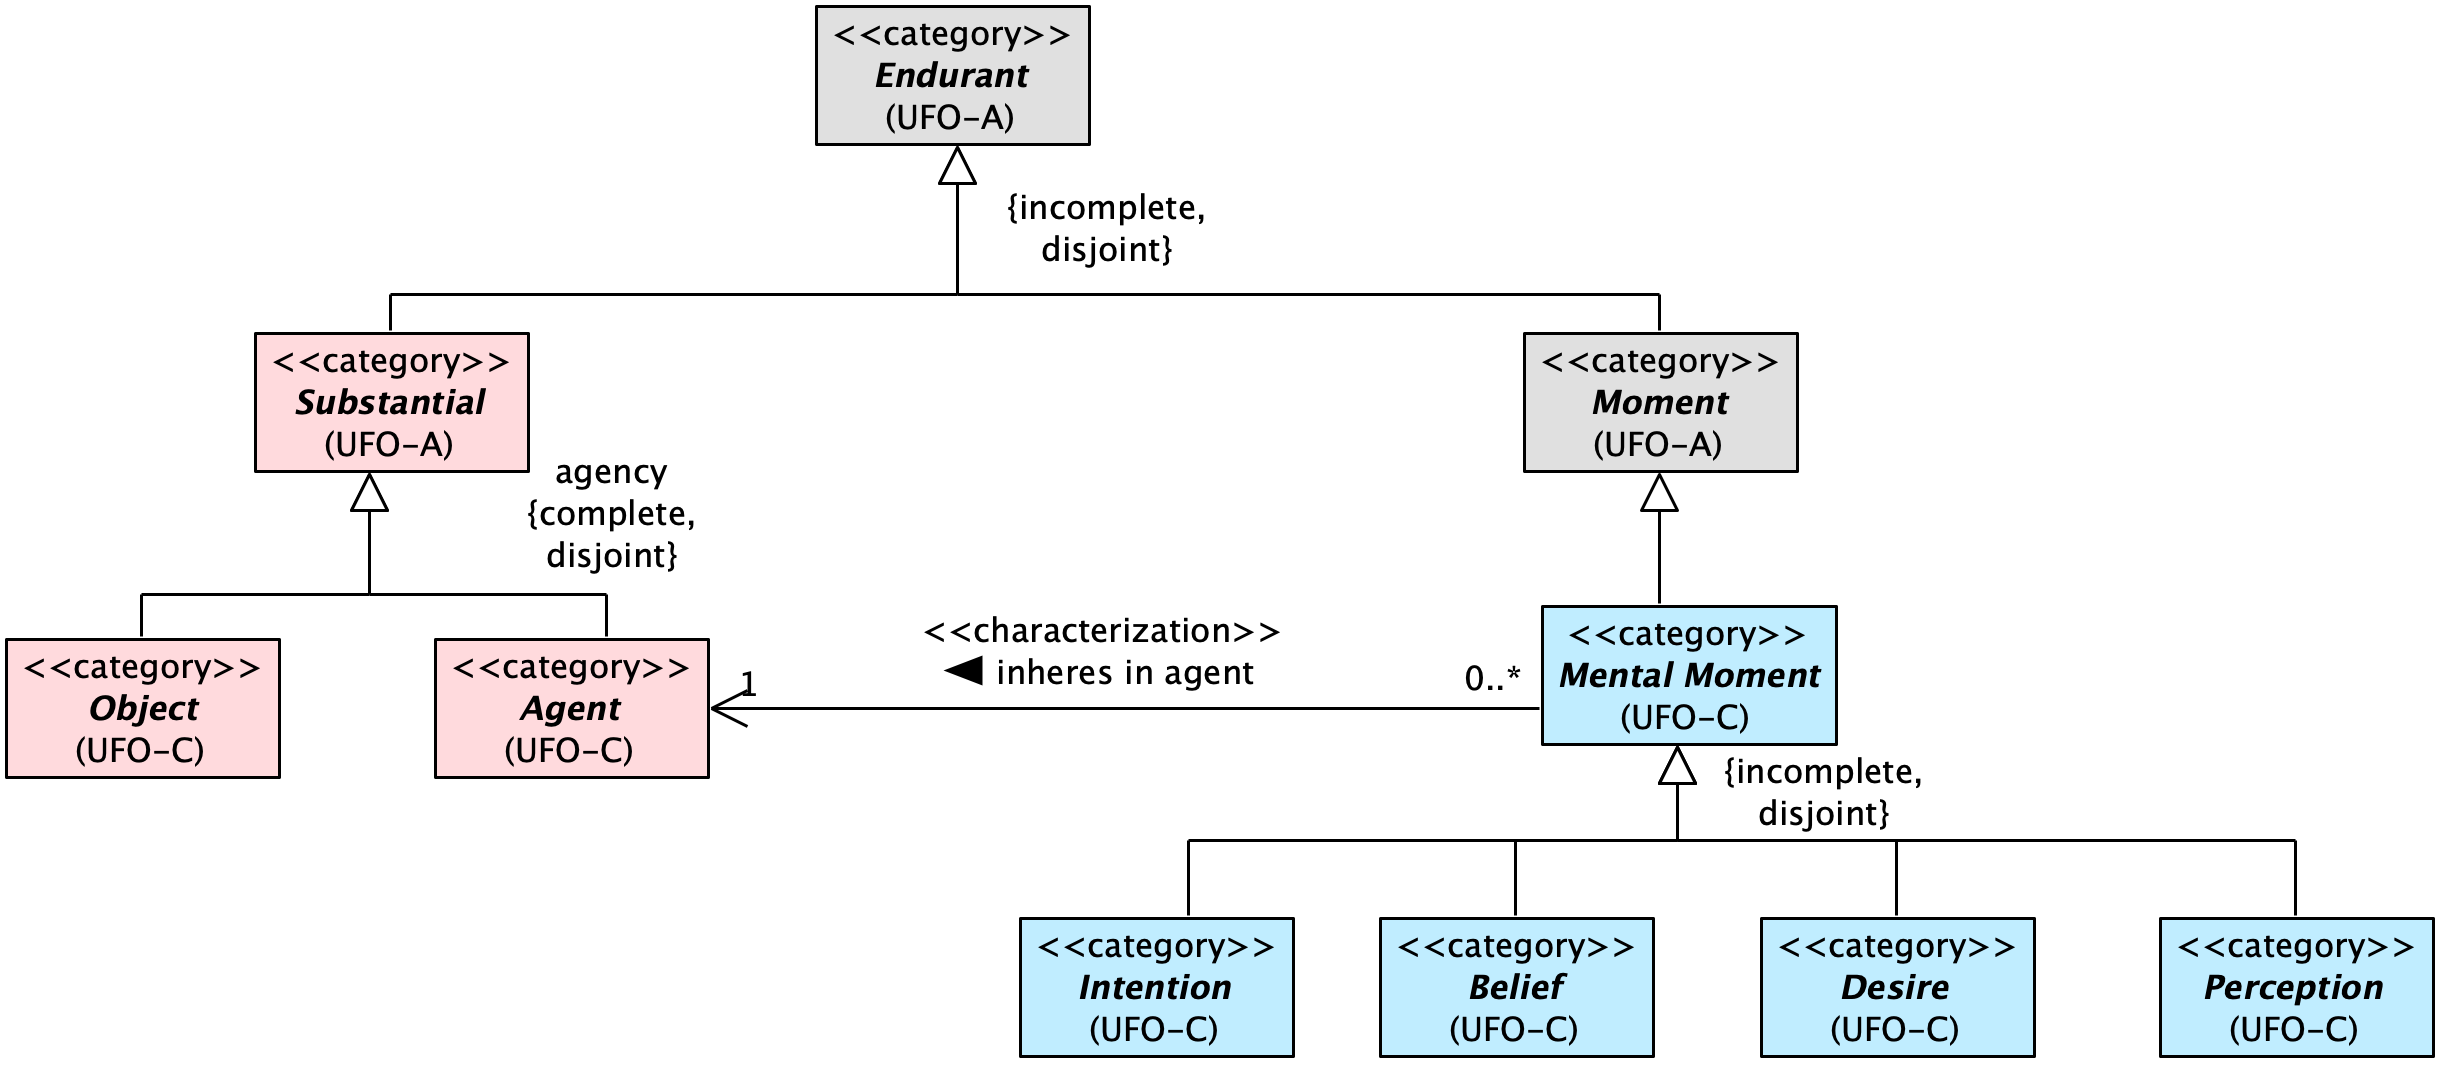 <<category>>
Endurant
(UFO-A)
{incomplete,
disjoint}
<<category>>
Substantial
(UFO-A)
<<category>>
Moment
(UFO-A)
agency
{complete,
disjoint}
<<category>>
Object
(UFO-C)
<<category>>
Agent
(UFO-C)
1
<<characterization>>
inheres in agent
0..*
<<category>>
Mental Moment
(UFO-C)
{incomplete,
disjoint}
<<category>>
Intention
(UFO-C)
<<category>>
Belief
(UFO-C)
<<category>>
Desire
(UFO-C)
<<category>>
Perception
(UFO-C)